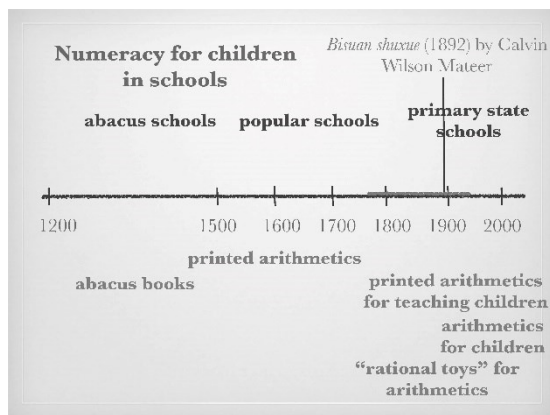 Numeracy for children
in schools
Bisuan shuxue (1892) by Calvin
Wilson Mateer
abacus schools
popular schools
primary state
schools
1200
1500
1600
1700
1800
1900
2000
printed arithmetics
abacus books
printed arithmetics
for teaching children
arithmetics
for children
“rational toys” for
arithmetics